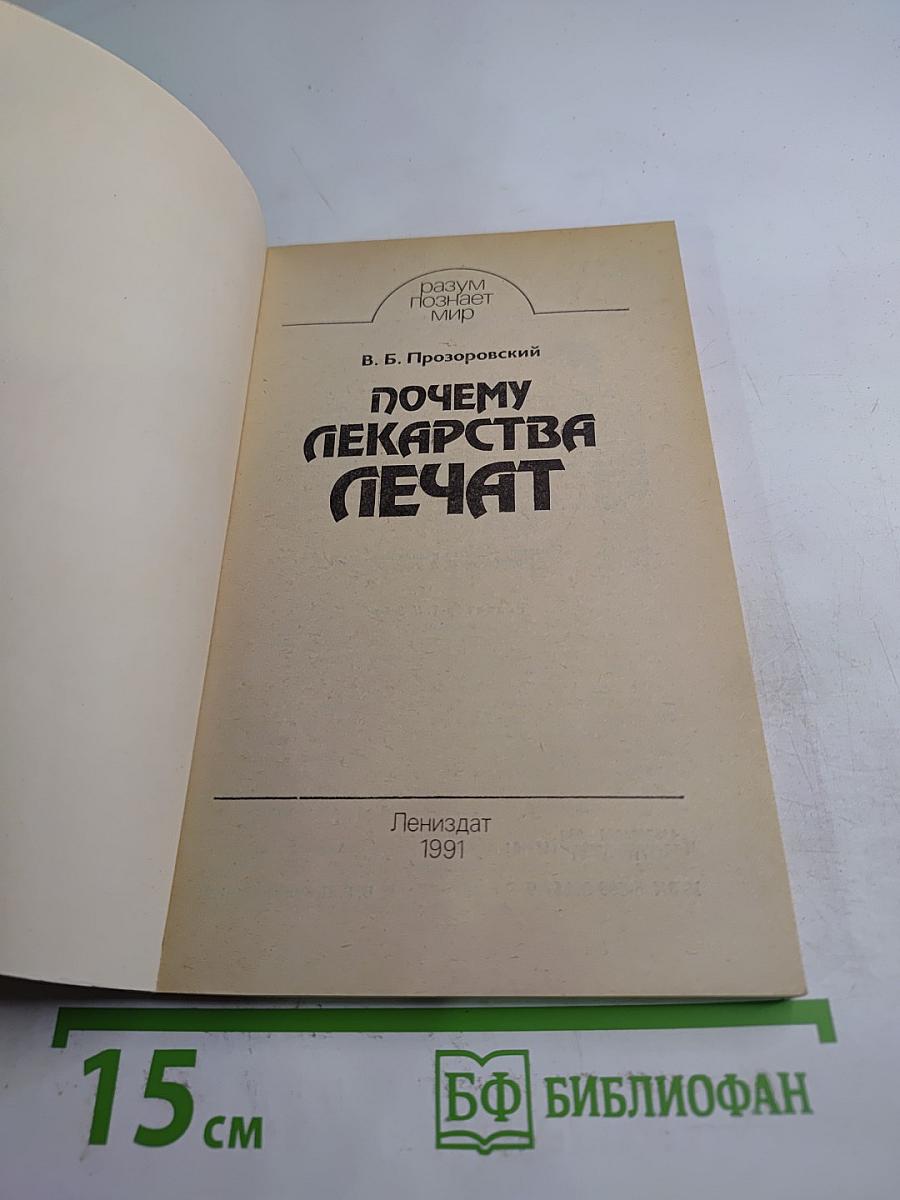 разум
познает
мир
В. Б. Прозоровский
ПОЧЕМУ
ЛЕКАРСТВА
ЛЕЧАТ
Лениздат
1991
15 см
БФ БИБЛИОФАН